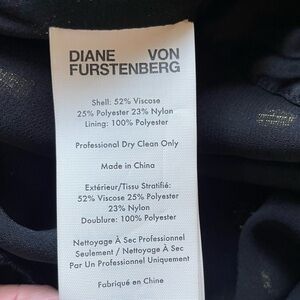 DIANE VON
FURSTENBERG
Shell: 52% Viscose
25% Polyester 23% Nylon
Lining: 100% Polyester
Professional Dry Clean Only
Made in China
Extérieur/Tissu Stratifié:
52% Viscose 25% Polyester
23% Nylon
Doublure: 100% Polyester
Nettoyage À Sec Professionel
Seulement / Nettoyage À Sec
Par Un Professionnel Uniquement
Fabriqué en Chine